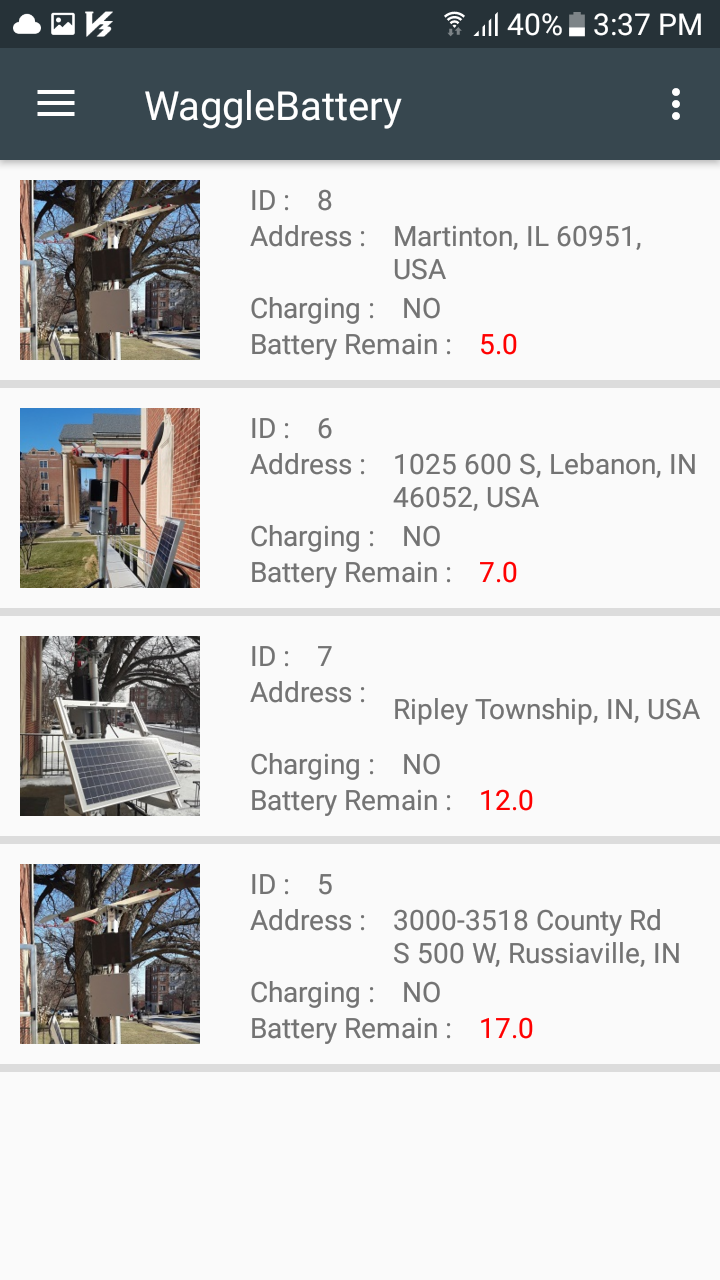 40% 3:37 PM
WaggleBattery
ID : 8
Address : Martinton, IL 60951,
USA
Charging : NO
Battery Remain : 5.0
ID : 6
Address : 1025 600 S, Lebanon, IN
46052, USA
Charging : NO
Battery Remain : 7.0
ID : 7
Address :
Ripley Township, IN, USA
Charging : NO
Battery Remain : 12.0
ID : 5
Address : 3000-3518 County Rd
S 500 W, Russiaville, IN
Charging : NO
Battery Remain : 17.0